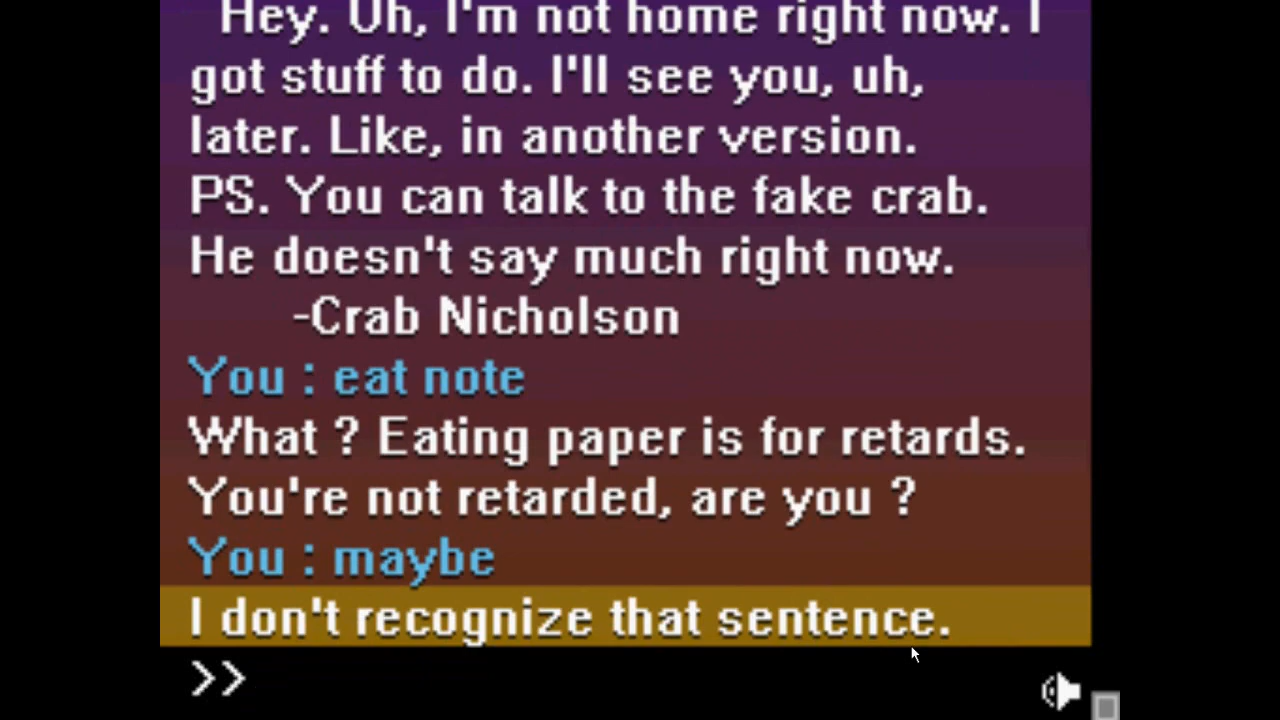 Hey. Uh, I'm not home right now. I
got stuff to do. I'll see you, uh,
later. Like, in another version.
PS. You can talk to the fake crab.
He doesn't say much right now.
-Crab Nicholson
You : eat note
What ? Eating paper is for retards.
You're not retarded, are you ?
You : maybe
I don't recognize that sentence.
>>